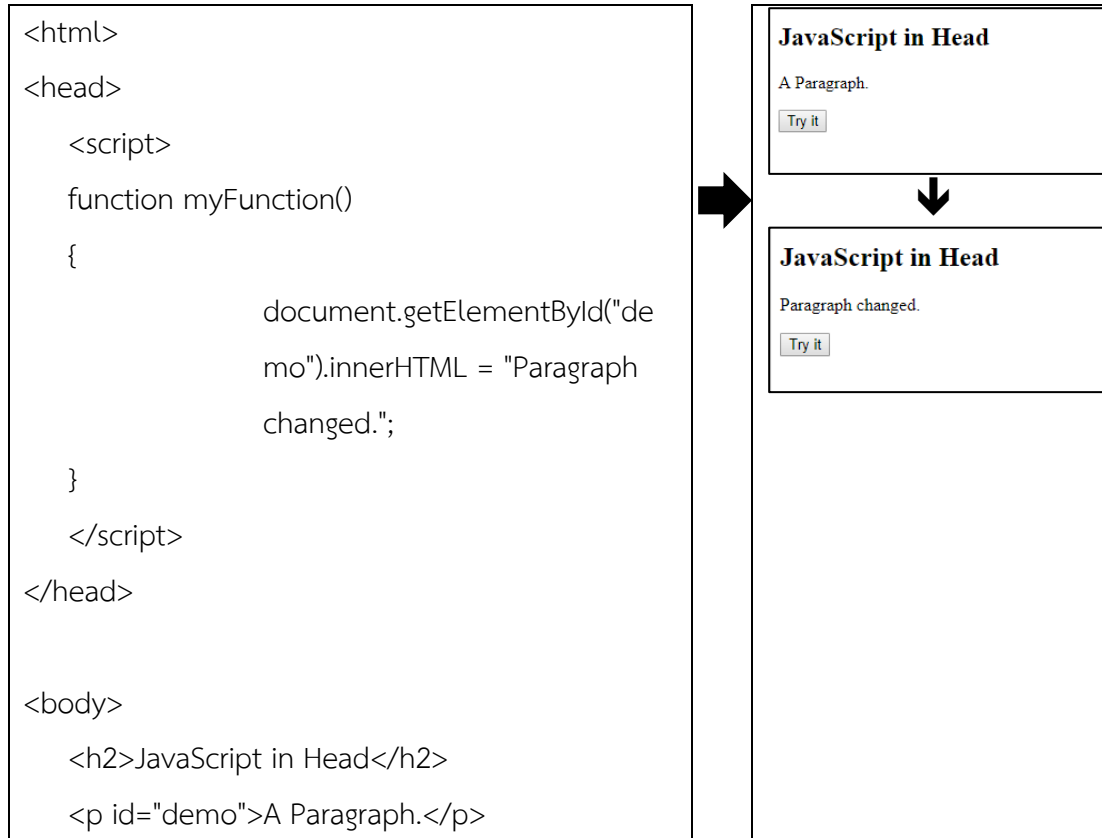 <html>
<head>
<script>
function myFunction()
{
document.getElementById("de
mo").innerHTML = "Paragraph
changed.";
}
</script>
</head>
<body>
<h2>JavaScript in Head</h2>
<p id="demo">A Paragraph.</p>
JavaScript in Head
A Paragraph.
Try it
JavaScript in Head
Paragraph changed.
Try it